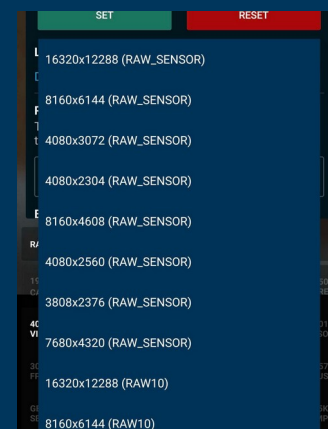 SET RESET
16320x12288 (RAW_SENSOR)
8160x6144 (RAW_SENSOR)
4080x3072 (RAW_SENSOR)
4080x2304 (RAW_SENSOR)
8160x4608 (RAW_SENSOR)
4080x2560 (RAW_SENSOR)
3808x2376 (RAW_SENSOR)
7680x4320 (RAW_SENSOR)
16320x12288 (RAW10)
8160x6144 (RAW10)